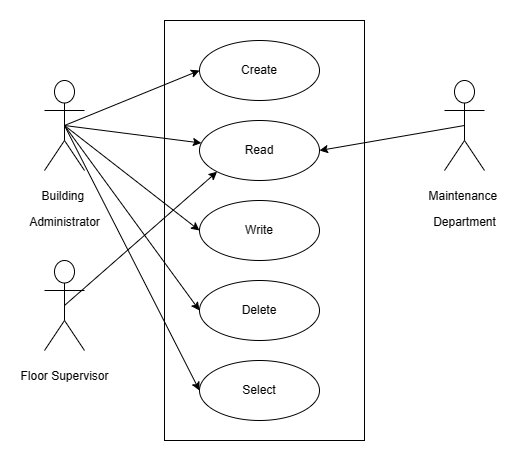 Create
Read
Building
Administrator
Maintenance
Department
Write
Delete
Floor Supervisor
Select